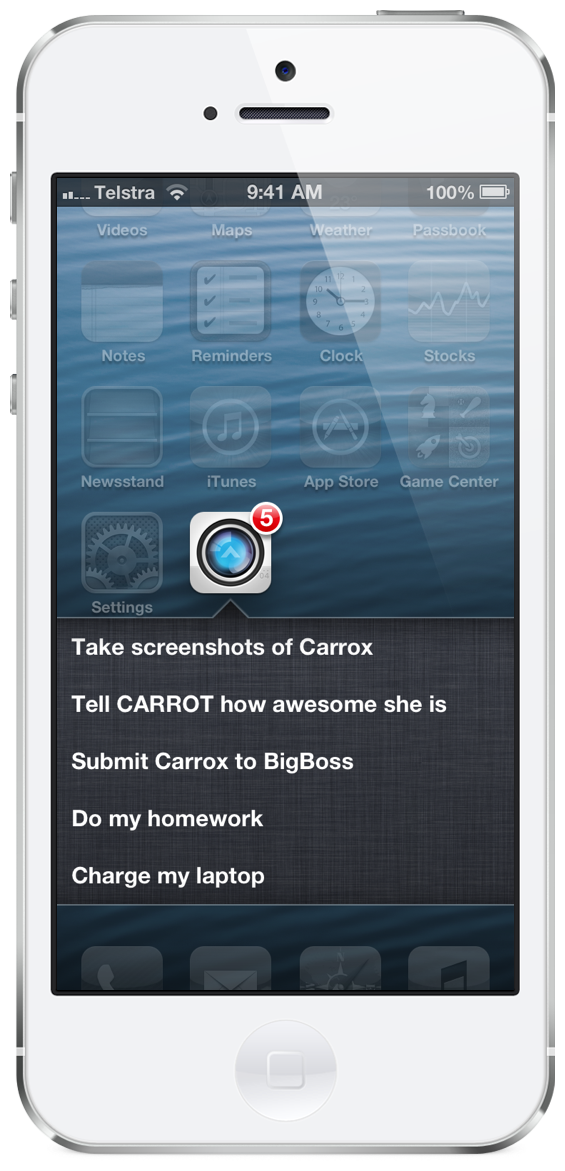 Telstra 9:41 AM 100%
Videos Maps Weather Passbook
Notes Reminders Clock Stocks
Newsstand iTunes App Store Game Center
5
Settings
Take screenshots of Carrox
Tell CARROT how awesome she is
Submit Carrox to BigBoss
Do my homework
Charge my laptop